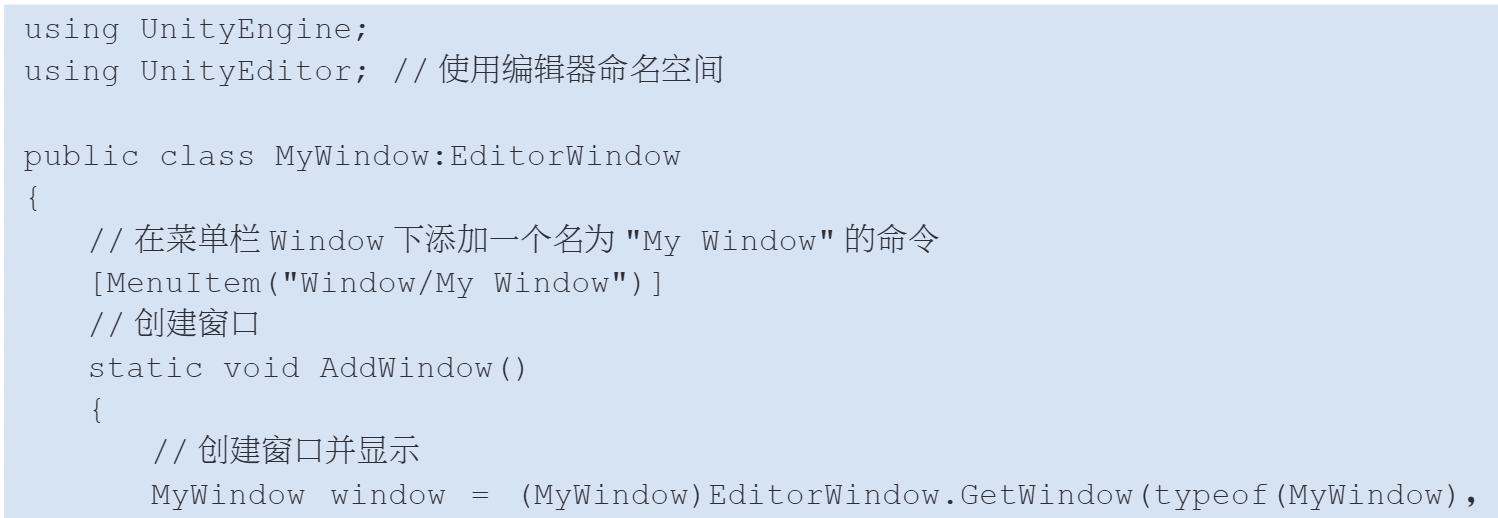 using UnityEngine;
using UnityEditor; // 使用编辑器命名空间
public class MyWindow:EditorWindow
{
// 在菜单栏 Window 下添加一个名为 "My Window" 的命令
[MenuItem("Window/My Window")]
// 创建窗口
static void AddWindow()
{
// 创建窗口并显示
MyWindow window = (MyWindow)EditorWindow.GetWindow(typeof(MyWindow),